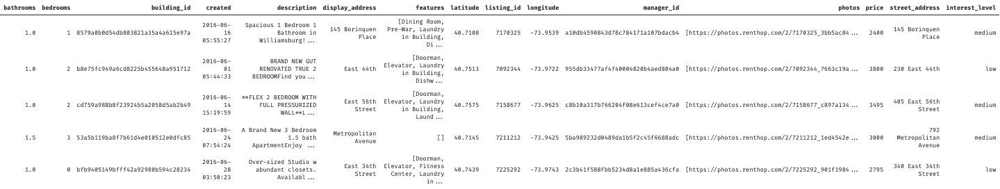 bathrooms bedrooms building_id created description display_address features latitude listing_id longitude manager_id photos price street_address interest_level
1.0 1 8579a0b0d54db803821a35a4a615e97a 2016-06-16 05:55:27 Spacious 1 Bedroom 1 Bathroom in Williamsburg! ... 145 Borinquen Place [Dining Room, Pre-War, Laundry in Building, Di ... 40.7108 7170325 -73.9539 a10db4590843d78c784171a107bdacb4 [https://photos.renthop.com/2/7170325_3bb5ac84 ... 2400 145 Borinquen Place medium
1.0 2 b8e75fc949a6cd8225b455648a951712 2016-06-01 05:44:33 BRAND NEW GUT RENOVATED TRUE 2 BEDROOMFind you ... East 44th [Doorman, Elevator, Laundry in Building, Dishw ... 40.7513 7092344 -73.9722 955db33477af4f40004820b4aed804a0 [https://photos.renthop.com/2/7092344_7663c19a ... 3800 230 East 44th low
1.0 2 cd759a988b8f23924b5a2058d5ab2b49 2016-06-14 15:19:59 **FLEX 2 BEDROOM WITH FULL PRESSURIZED WALL**L ... East 56th Street [Doorman, Elevator, Laundry in Building, Laund ... 40.7575 7158677 -73.9625 c8b10a317b766204f08e613cef4ce7a0 [https://photos.renthop.com/2/7158677_c897a134 ... 3495 405 East 56th Street medium
1.5 3 53a5b119ba8f7b61d4e010512e0dfc85 2016-06-24 07:54:24 A Brand New 3 Bedroom 1.5 bath ApartmentEnjoy ... Metropolitan Avenue [] 40.7145 7211212 -73.9425 5ba989232d0489da1b5f2c45f6688adc [https://photos.renthop.com/2/7211212_1ed4542e ... 3000 792 Metropolitan Avenue medium
1.0 0 bfb9405149bfff42a92980b594c28234 2016-06-28 03:50:23 Over-sized Studio w abundant closets. Availabl ... East 34th Street [Doorman, Elevator, Fitness Center, Laundry in ... 40.7439 7225292 -73.9743 2c3b41f588fbb5234d8a1e885a436cfa [https://photos.renthop.com/2/7225292_901f1984 ... 2795 340 East 34th Street low